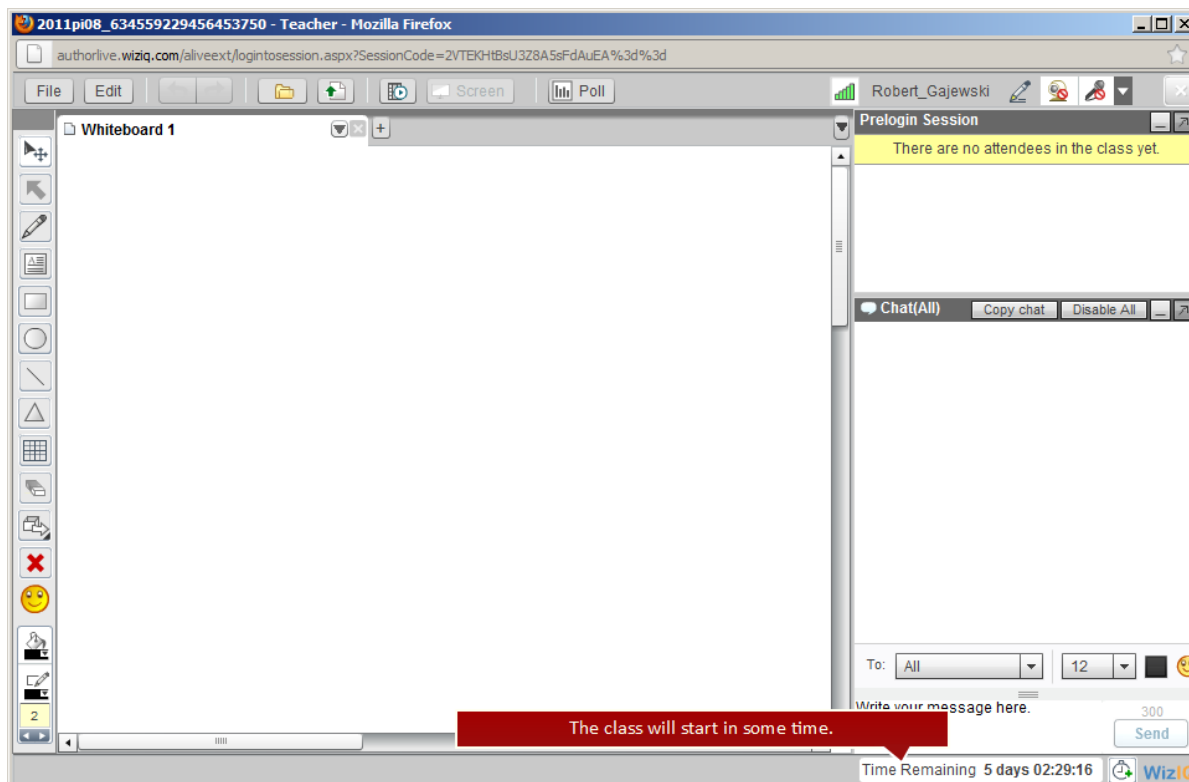 2011pi08_634559229456453750 - Teacher - Mozilla Firefox
authorlive.wiziq.com/aliveext/logintosession.aspx?SessionCode=2VTEKHtBsU3Z8A5sFdAuEA%3d%3d
File Edit Screen Poll Robert_Gajewski
Whiteboard 1
Prelogin Session
There are no attendees in the class yet.
Chat(All) Copy chat Disable All
To: All 12
Write your message here.
300
Send
2
The class will start in some time.
Time Remaining 5 days 02:29:16
WizIQ